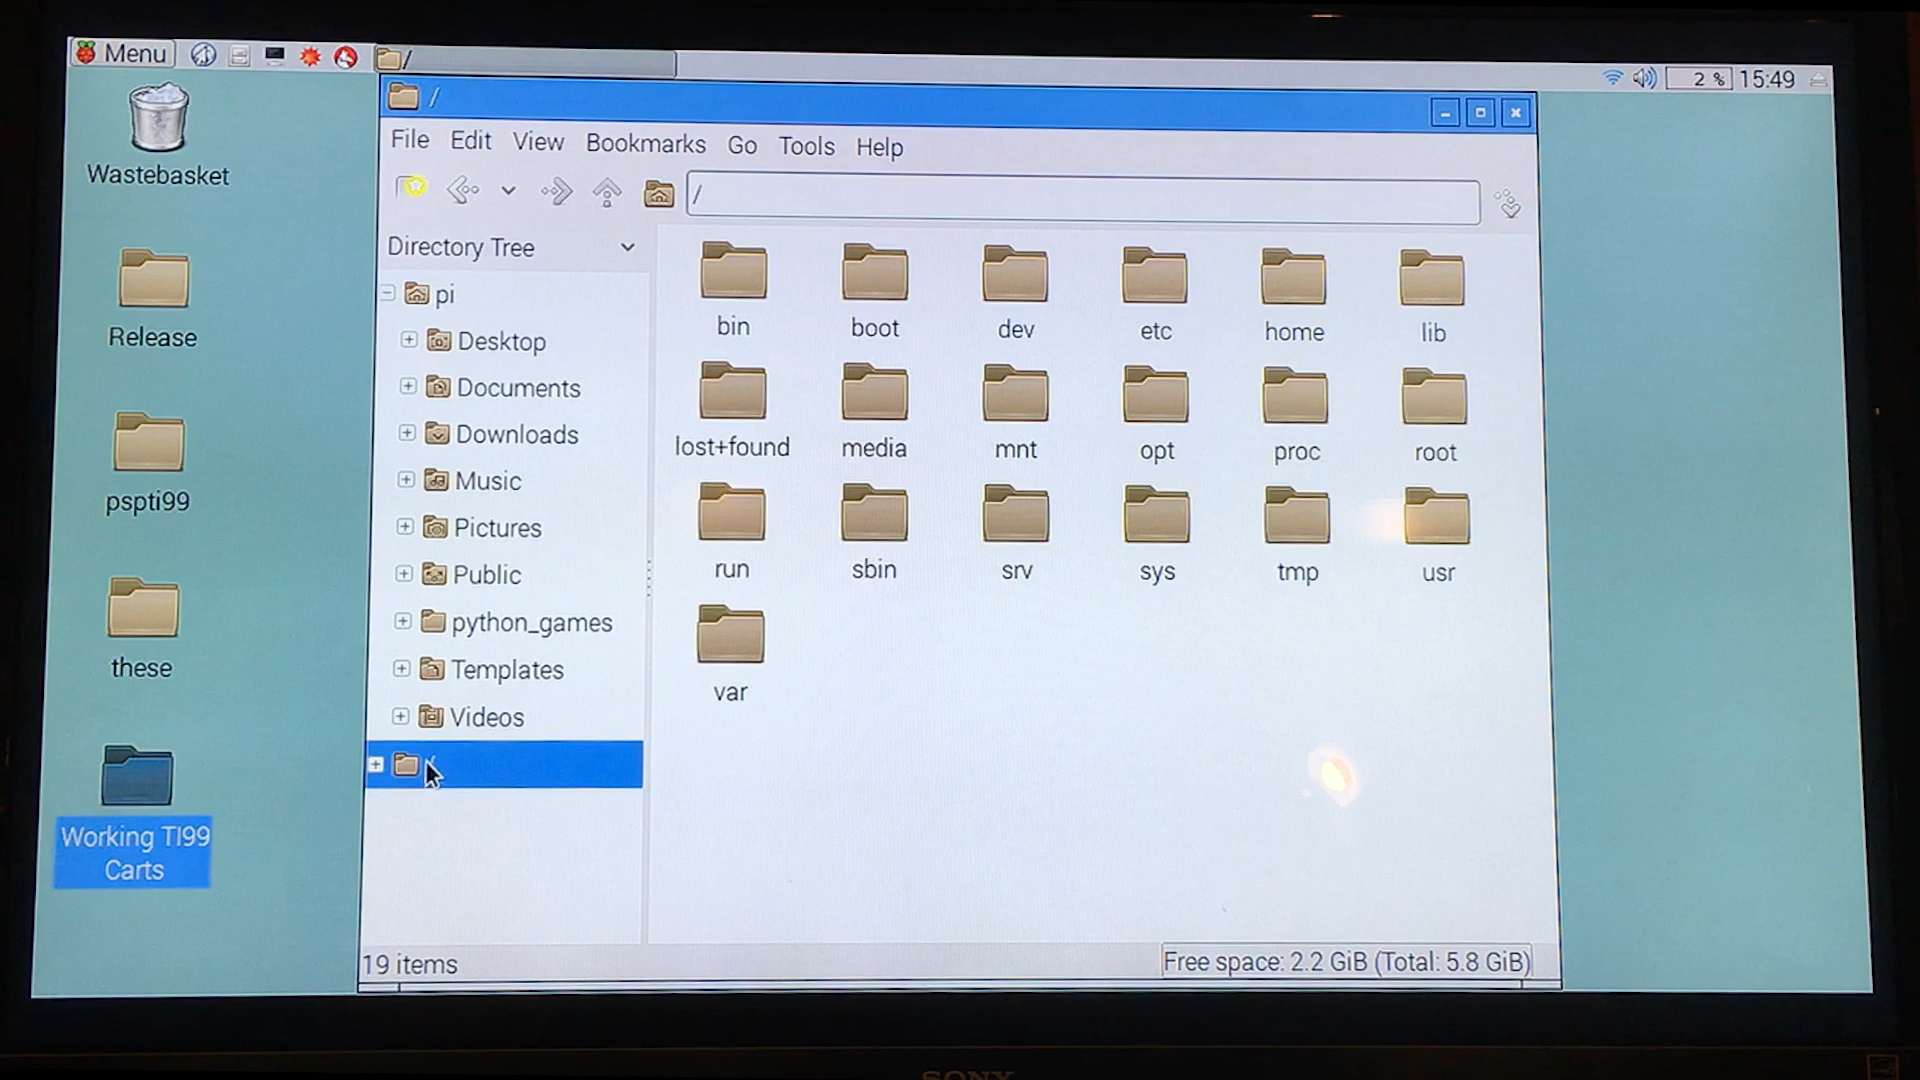 Menu
/
2 %
15:49
/
File Edit View Bookmarks Go Tools Help
/
Wastebasket
Release
pspti99
these
Working TI99
Carts
Directory Tree
pi
Desktop
Documents
Downloads
Music
Pictures
Public
python_games
Templates
Videos
/
bin boot dev etc home lib
lost+found media mnt opt proc root
run sbin srv sys tmp usr
var
19 items
Free space: 2.2 GiB (Total: 5.8 GiB)
SONY